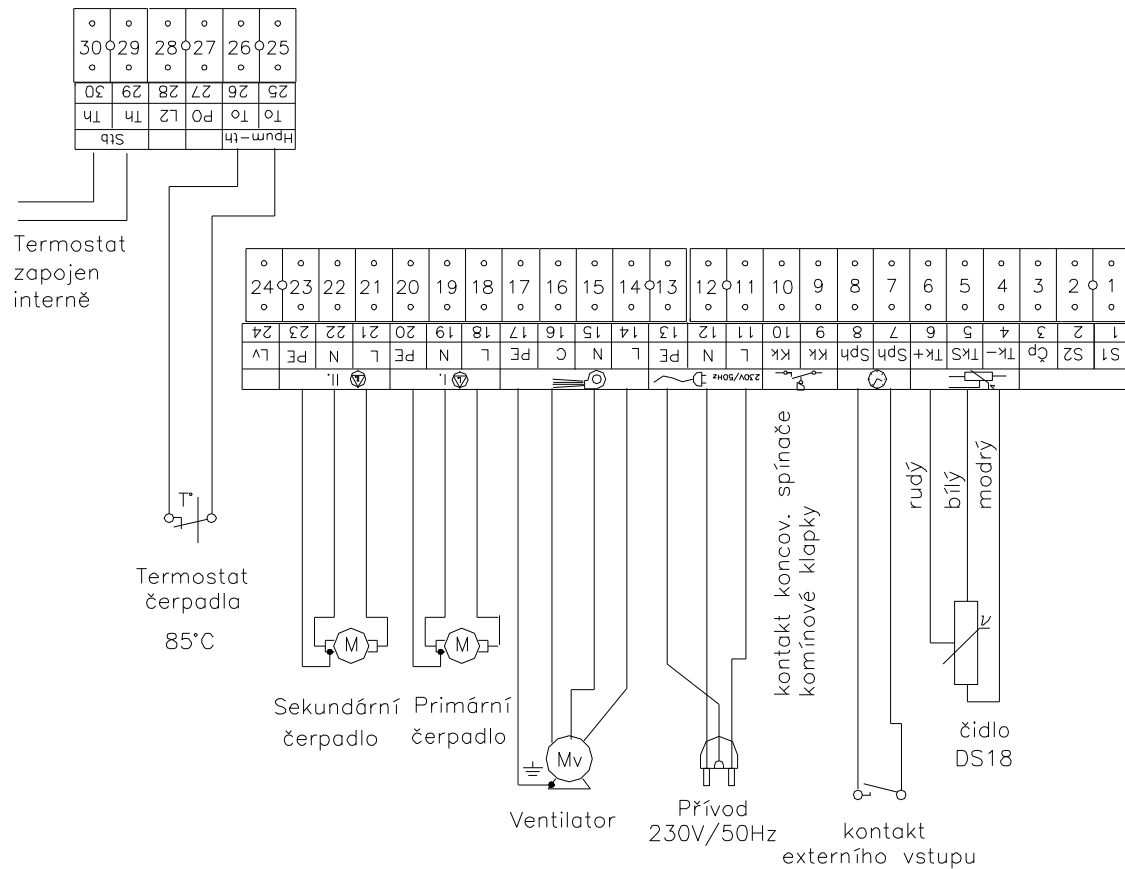 30 29 28 27 26 25
30 29 28 27 26 25
Th Th L2 PO To To
Stb Hpum-th
Termostat
zapojen
interně
24 23 22 21 20 19 18 17 16 15 14 13 12 11 10 9 8 7 6 5 4 3 2 1
24 23 22 21 20 19 18 17 16 15 14 13 12 11 10 9 8 7 6 5 4 3 2 1
Lv PE N L PE N L PE C N L PE N L Kk Kk Sph Sph Tk+ TkS Tk- Čp S2 S1
II. I. 230V/50Hz
rudý
bílý
modrý
kontakt koncov. spínače
komínové klapky
T°
Termostat
čerpadla
85°C
M
M
ν
Sekundární
čerpadlo
Primární
čerpadlo
Mv
Ventilator
Přívod
230V/50Hz
čidlo
DS18
kontakt
externího vstupu